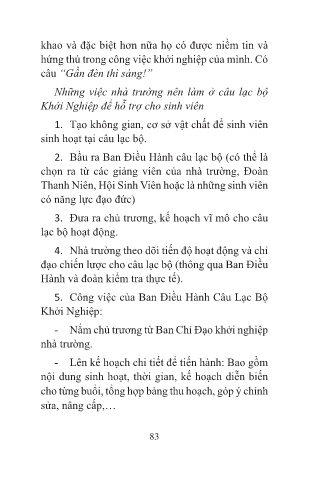 khao và đặc biệt hơn nữa họ có được niềm tin và
hứng thú trong công việc khởi nghiệp của mình. Có
câu “Gần đèn thì sáng!”
Những việc nhà trường nên làm ở câu lạc bộ
Khởi Nghiệp để hỗ trợ cho sinh viên
1. Tạo không gian, cơ sở vật chất để sinh viên
sinh hoạt tại câu lạc bộ.
2. Bầu ra Ban Điều Hành câu lạc bộ (có thể là
chọn ra từ các giảng viên của nhà trường, Đoàn
Thanh Niên, Hội Sinh Viên hoặc là những sinh viên
có năng lực đạo đức)
3. Đưa ra chủ trương, kế hoạch vĩ mô cho câu
lạc bộ hoạt động.
4. Nhà trường theo dõi tiến độ hoạt động và chỉ
đạo chiến lược cho câu lạc bộ (thông qua Ban Điều
Hành và đoàn kiểm tra thực tế).
5. Công việc của Ban Điều Hành Câu Lạc Bộ
Khởi Nghiệp:
- Nắm chủ trương từ Ban Chỉ Đạo khởi nghiệp
nhà trường.
- Lên kế hoạch chi tiết để tiến hành: Bao gồm
nội dung sinh hoạt, thời gian, kế hoạch diễn biến
cho từng buổi, tổng hợp bảng thu hoạch, góp ý chỉnh
sửa, nâng cấp,…
83